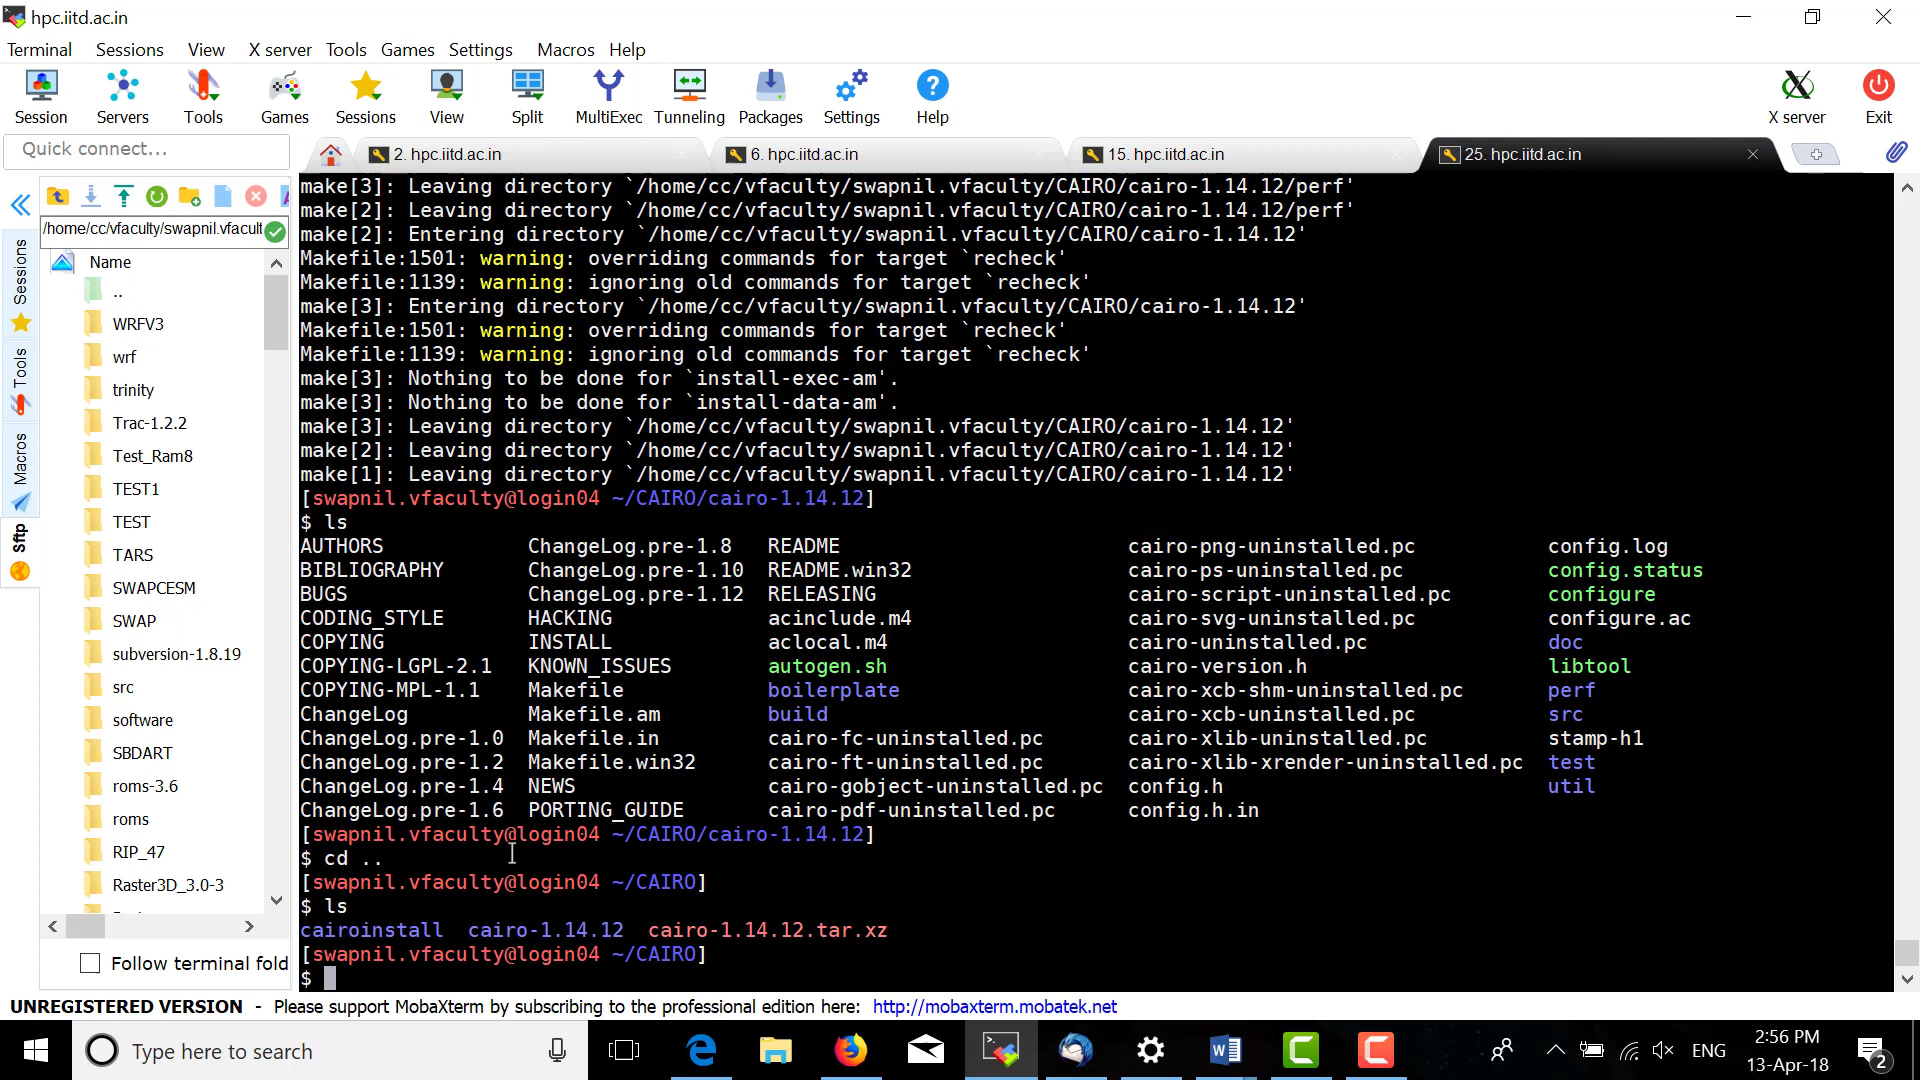 hpc.iitd.ac.in
Terminal Sessions View X server Tools Games Settings Macros Help
Session Servers Tools Games Sessions View Split MultiExec Tunneling Packages Settings Help X server Exit
Quick connect...
2. hpc.iitd.ac.in
6. hpc.iitd.ac.in
15. hpc.iitd.ac.in
25. hpc.iitd.ac.in
Sessions
Tools
Macros
Sftp
/home/cc/vfaculty/swapnil.vfacult
Name
..
WRFV3
wrf
trinity
Trac-1.2.2
Test_Ram8
TEST1
TEST
TARS
SWAPCESM
SWAP
subversion-1.8.19
src
software
SBDART
roms-3.6
roms
RIP_47
Raster3D_3.0-3
Follow terminal fold
make[3]: Leaving directory `/home/cc/vfaculty/swapnil.vfaculty/CAIRO/cairo-1.14.12/perf'
make[2]: Leaving directory `/home/cc/vfaculty/swapnil.vfaculty/CAIRO/cairo-1.14.12/perf'
make[2]: Entering directory `/home/cc/vfaculty/swapnil.vfaculty/CAIRO/cairo-1.14.12'
Makefile:1501: warning: overriding commands for target `recheck'
Makefile:1139: warning: ignoring old commands for target `recheck'
make[3]: Entering directory `/home/cc/vfaculty/swapnil.vfaculty/CAIRO/cairo-1.14.12'
Makefile:1501: warning: overriding commands for target `recheck'
Makefile:1139: warning: ignoring old commands for target `recheck'
make[3]: Nothing to be done for `install-exec-am'.
make[3]: Nothing to be done for `install-data-am'.
make[3]: Leaving directory `/home/cc/vfaculty/swapnil.vfaculty/CAIRO/cairo-1.14.12'
make[2]: Leaving directory `/home/cc/vfaculty/swapnil.vfaculty/CAIRO/cairo-1.14.12'
make[1]: Leaving directory `/home/cc/vfaculty/swapnil.vfaculty/CAIRO/cairo-1.14.12'
[swapnil.vfaculty@login04 ~/CAIRO/cairo-1.14.12]
$ ls
AUTHORS ChangeLog.pre-1.8 README cairo-png-uninstalled.pc config.log
BIBLIOGRAPHY ChangeLog.pre-1.10 README.win32 cairo-ps-uninstalled.pc config.status
BUGS ChangeLog.pre-1.12 RELEASING cairo-script-uninstalled.pc configure
CODING_STYLE HACKING acinclude.m4 cairo-svg-uninstalled.pc configure.ac
COPYING INSTALL aclocal.m4 cairo-uninstalled.pc doc
COPYING-LGPL-2.1 KNOWN_ISSUES autogen.sh cairo-version.h libtool
COPYING-MPL-1.1 Makefile boilerplate cairo-xcb-shm-uninstalled.pc perf
ChangeLog Makefile.am build cairo-xcb-uninstalled.pc src
ChangeLog.pre-1.0 Makefile.in cairo-fc-uninstalled.pc cairo-xlib-uninstalled.pc stamp-h1
ChangeLog.pre-1.2 Makefile.win32 cairo-ft-uninstalled.pc cairo-xlib-xrender-uninstalled.pc test
ChangeLog.pre-1.4 NEWS cairo-gobject-uninstalled.pc config.h util
ChangeLog.pre-1.6 PORTING_GUIDE cairo-pdf-uninstalled.pc config.h.in
[swapnil.vfaculty@login04 ~/CAIRO/cairo-1.14.12]
$ cd ..
[swapnil.vfaculty@login04 ~/CAIRO]
$ ls
cairoinstall cairo-1.14.12 cairo-1.14.12.tar.xz
[swapnil.vfaculty@login04 ~/CAIRO]
$
UNREGISTERED VERSION - Please support MobaXterm by subscribing to the professional edition here: http://mobaxterm.mobatek.net
Type here to search
ENG
2:56 PM
13-Apr-18
2